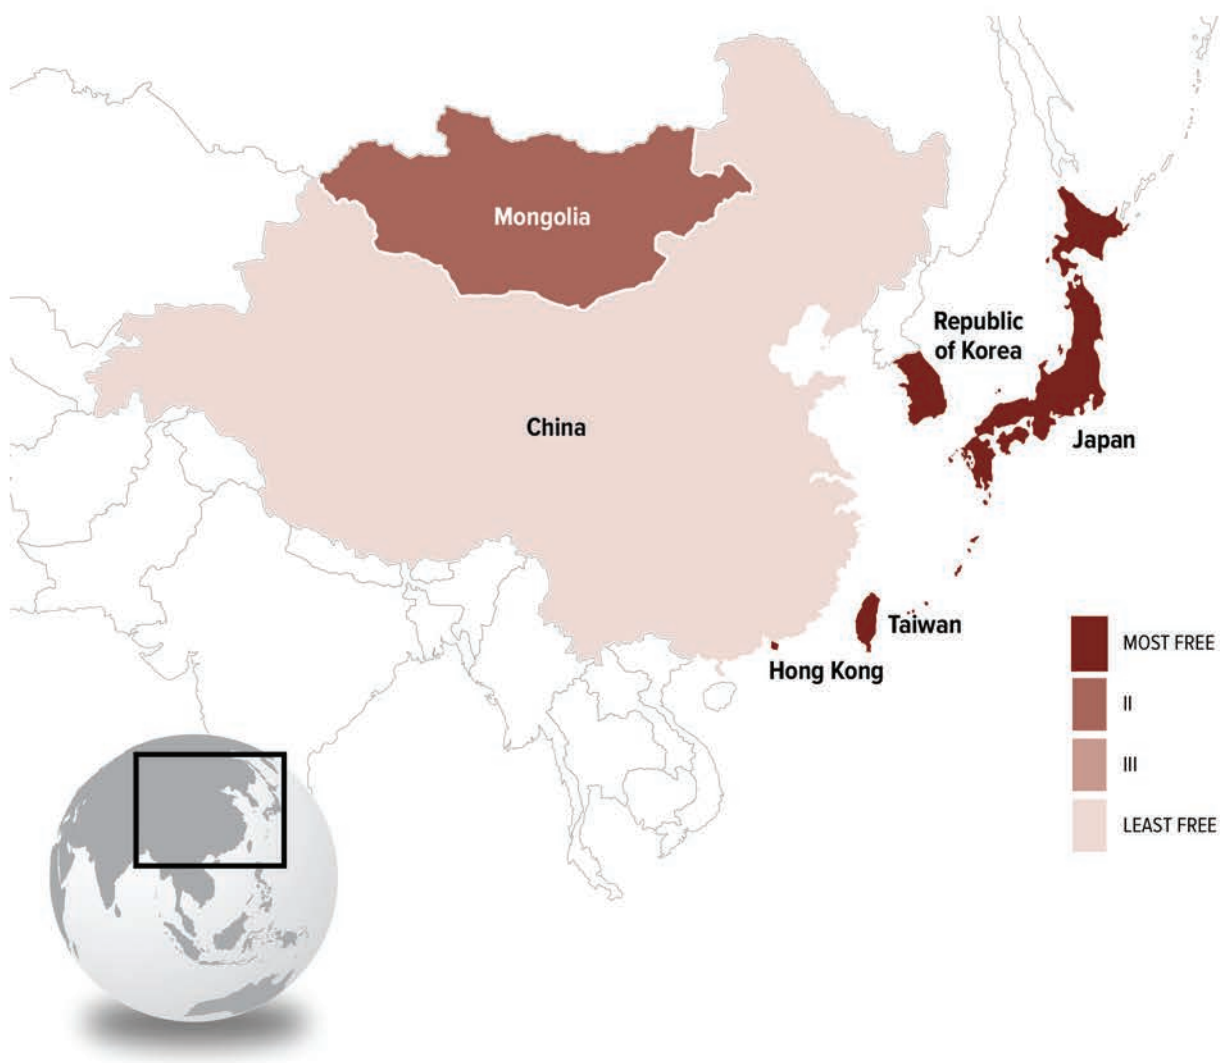 Mongolia
Republic
of Korea
China
Japan
Taiwan
Hong Kong
MOST FREE
II
III
LEAST FREE